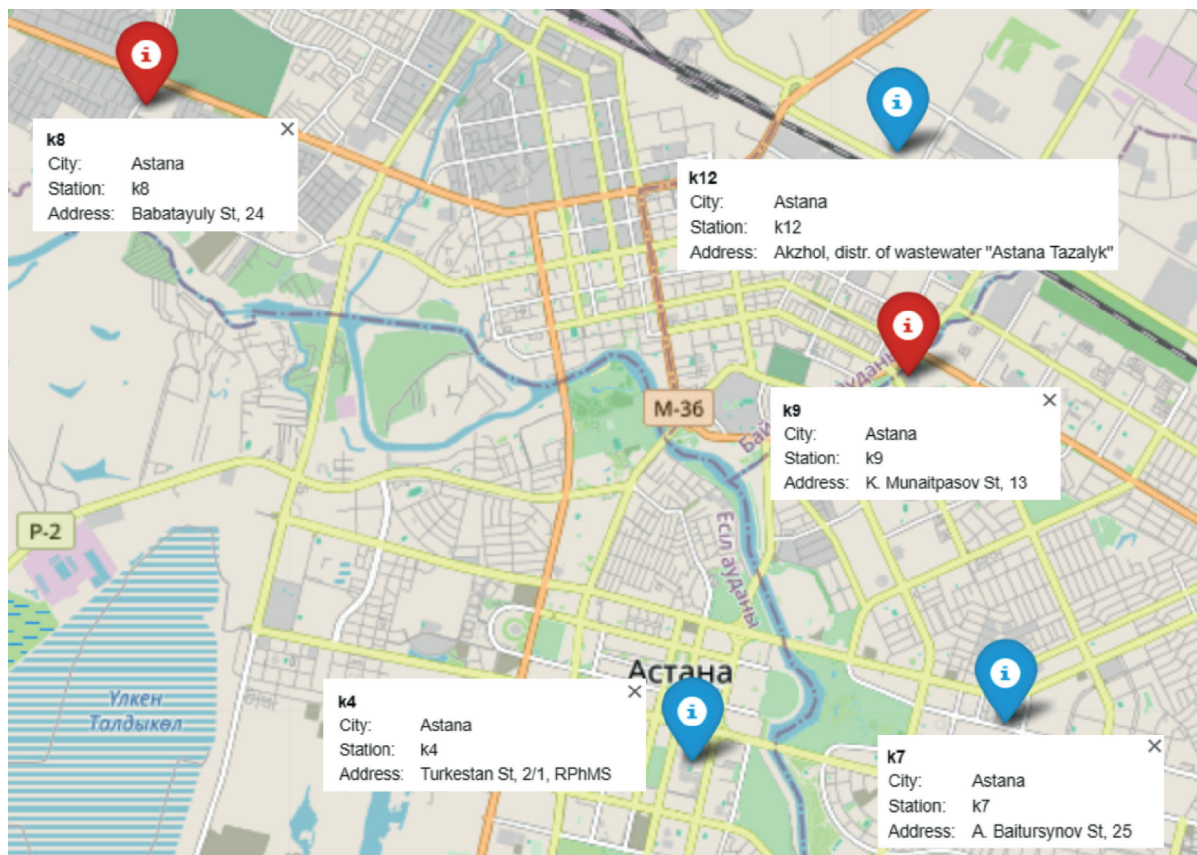 k8
City: Astana
Station: k8
Address: Babatayuly St, 24
k12
City: Astana
Station: k12
Address: Akzhol, distr. of wastewater "Astana Tazalyk"
ауданы
M-36
k9
City: Astana
Station: k9
Address: K. Munaitpasov St, 13
Бай
P-2
Есіл ауданы
Астана
Үлкен
Талдыкөл
k4
City: Astana
Station: k4
Address: Turkestan St, 2/1, RPhMS
k7
City: Astana
Station: k7
Address: A. Baitursynov St, 25